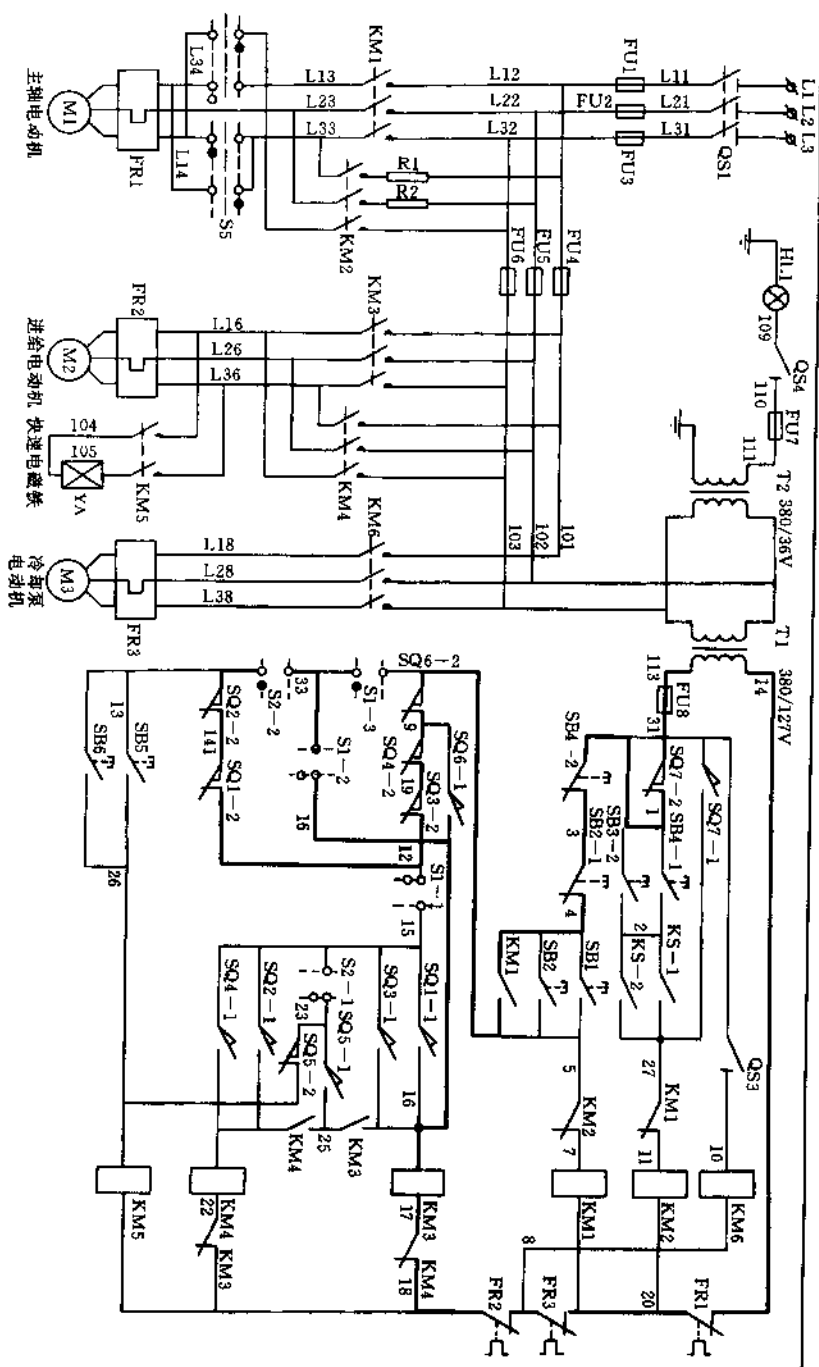 L1 L2 L3
QS1
L11
L21
L31
FU1
FU2
FU3
L12
L22
L32
KM1
L13
L23
L33
L34
L14
S5
FR1
M1
主轴电动机
R1
R2
KM2
FU4
FU5
FU6
KM3
L16
L26
L36
FR2
M2
进给电动机
KM4
KM5
104
105
YA
快速电磁铁
101
102
103
KM6
L18
L28
L38
FR3
M3
冷却泵
电动机
HL1
109
QS4
110
FU7
111
T2 380/36V
T1 380/127V
14
113
FU8
31
SQ7-1
SQ7-2
1
SB4-1
SB3-2
2
KS-1
KS-2
27
KM1
11
KM2
20
FR1
QS3
10
KM6
8
SB4-2
3
SB2-1
4
SB1
SB2
KM1
5
KM2
7
KM1
FR3
FR2
SQ6-2
9
SQ6-1
SQ4-2
19
SQ3-2
12
S1-3
33
S1-2
16
S2-2
SQ2-2
141
SQ1-2
S1-1
15
SQ1-1
16
SQ3-1
S2-1
23
SQ5-1
SQ5-2
SQ2-1
SQ4-1
KM3
25
KM4
KM3
17
KM4
18
KM4
22
KM3
13
SB5
SB6
26
KM5